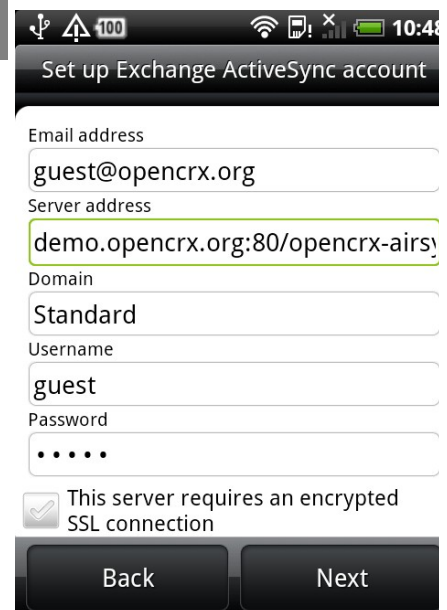 100
10:48
Set up Exchange ActiveSync account
Email address
guest@opencrx.org
Server address
demo.opencrx.org:80/opencrx-airsy
Domain
Standard
Username
guest
Password
•••••
This server requires an encrypted
SSL connection
Back
Next